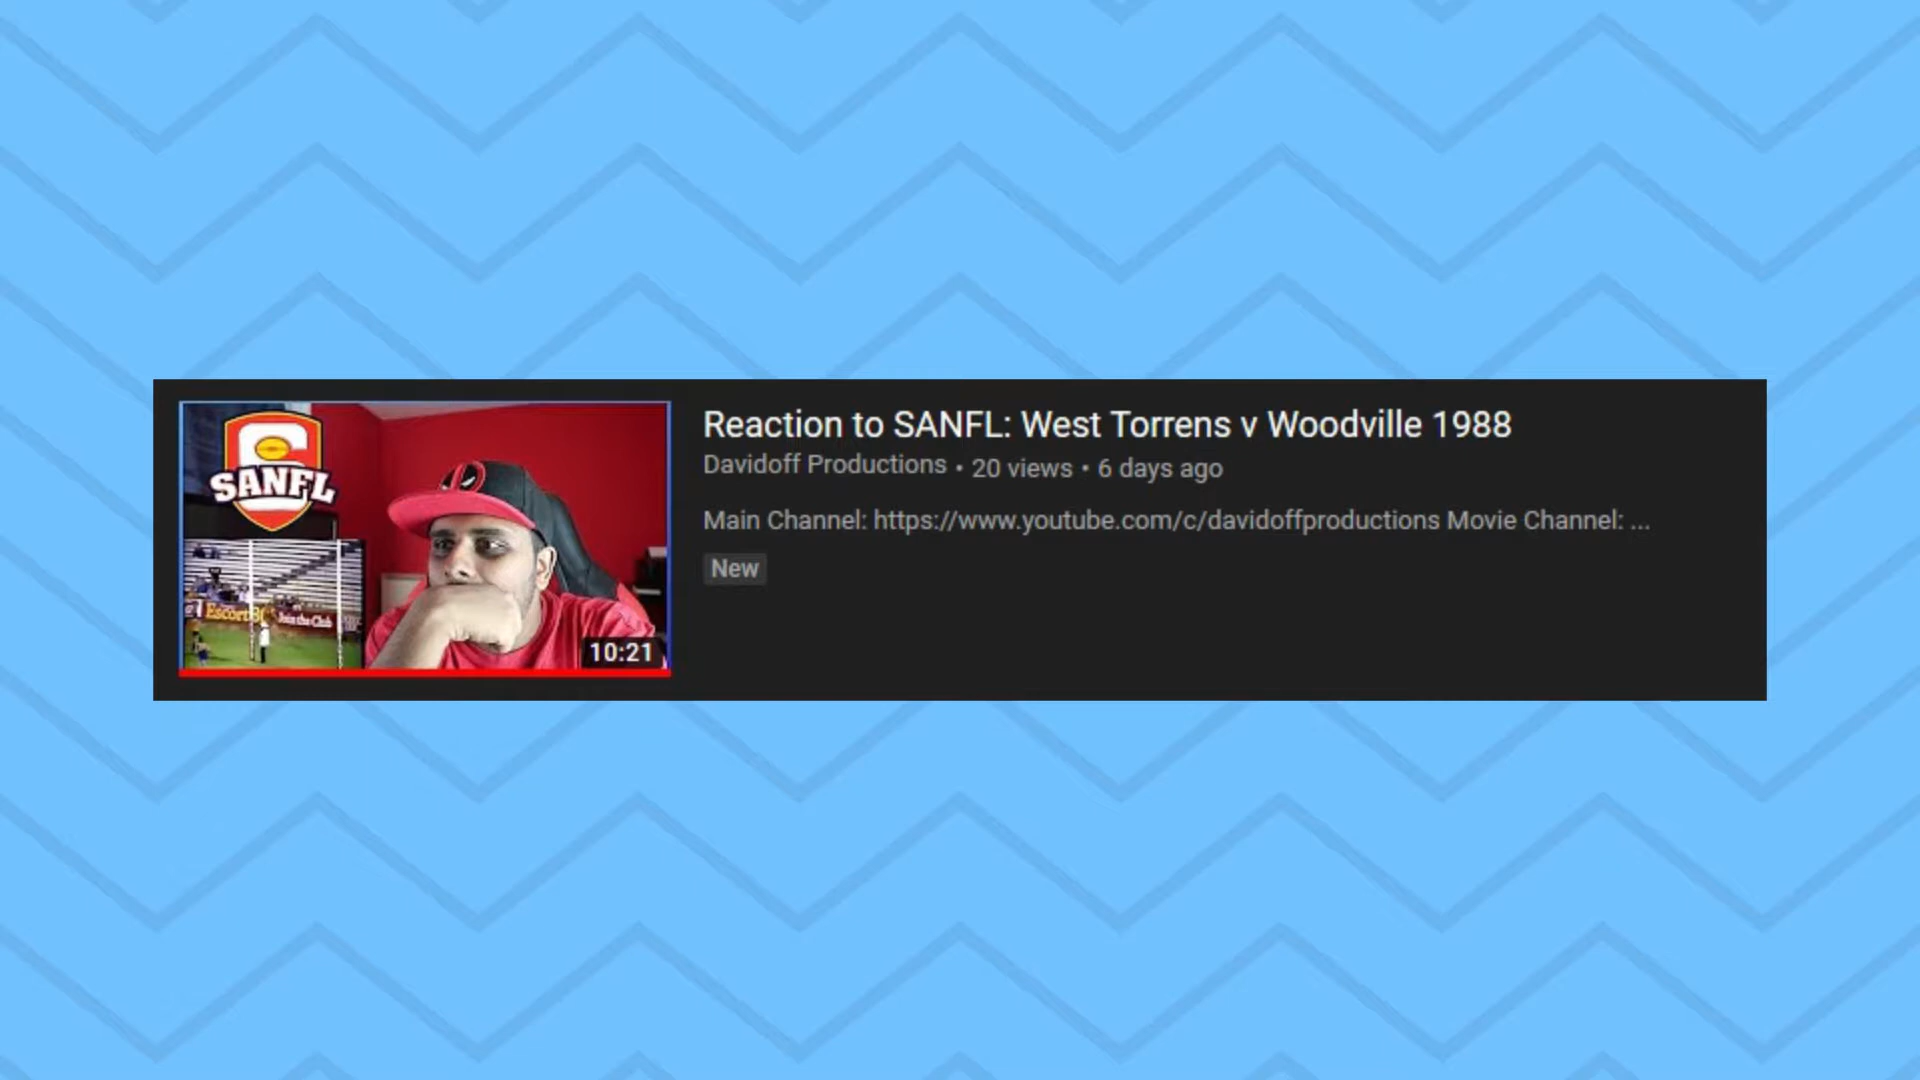 SANFL
Escort
Join the Club
10:21
Reaction to SANFL: West Torrens v Woodville 1988
Davidoff Productions • 20 views • 6 days ago
Main Channel: https://www.youtube.com/c/davidoffproductions Movie Channel: ...
New